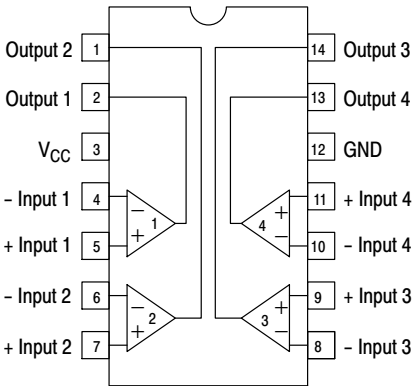 Output 2 1 14 Output 3
Output 1 2 13 Output 4
VCC 3 12 GND
– Input 1 4 11 + Input 4
+ Input 1 5 10 – Input 4
– Input 2 6 9 + Input 3
+ Input 2 7 8 – Input 3
– + 1
+ – 4
– + 2
+ – 3